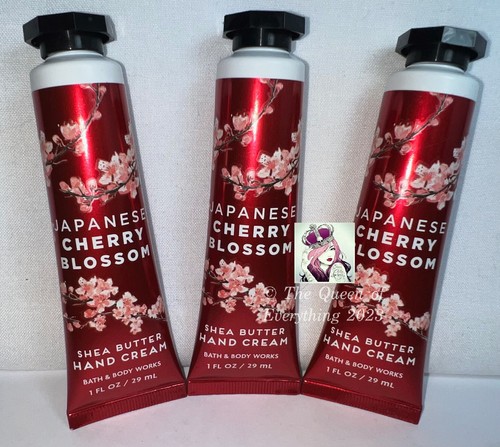 JAPANESE
CHERRY
BLOSSOM
SHEA BUTTER
HAND CREAM
BATH & BODY WORKS
1 FL OZ / 29 mL
JAPANESE
CHERRY
BLOSSOM
SHEA BUTTER
HAND CREAM
BATH & BODY WORKS
1 FL OZ / 29 mL
JAPANESE
CHERRY
BLOSSOM
SHEA BUTTER
HAND CREAM
BATH & BODY WORKS
1 FL OZ / 29 mL
© The Queen of
Everything 2023